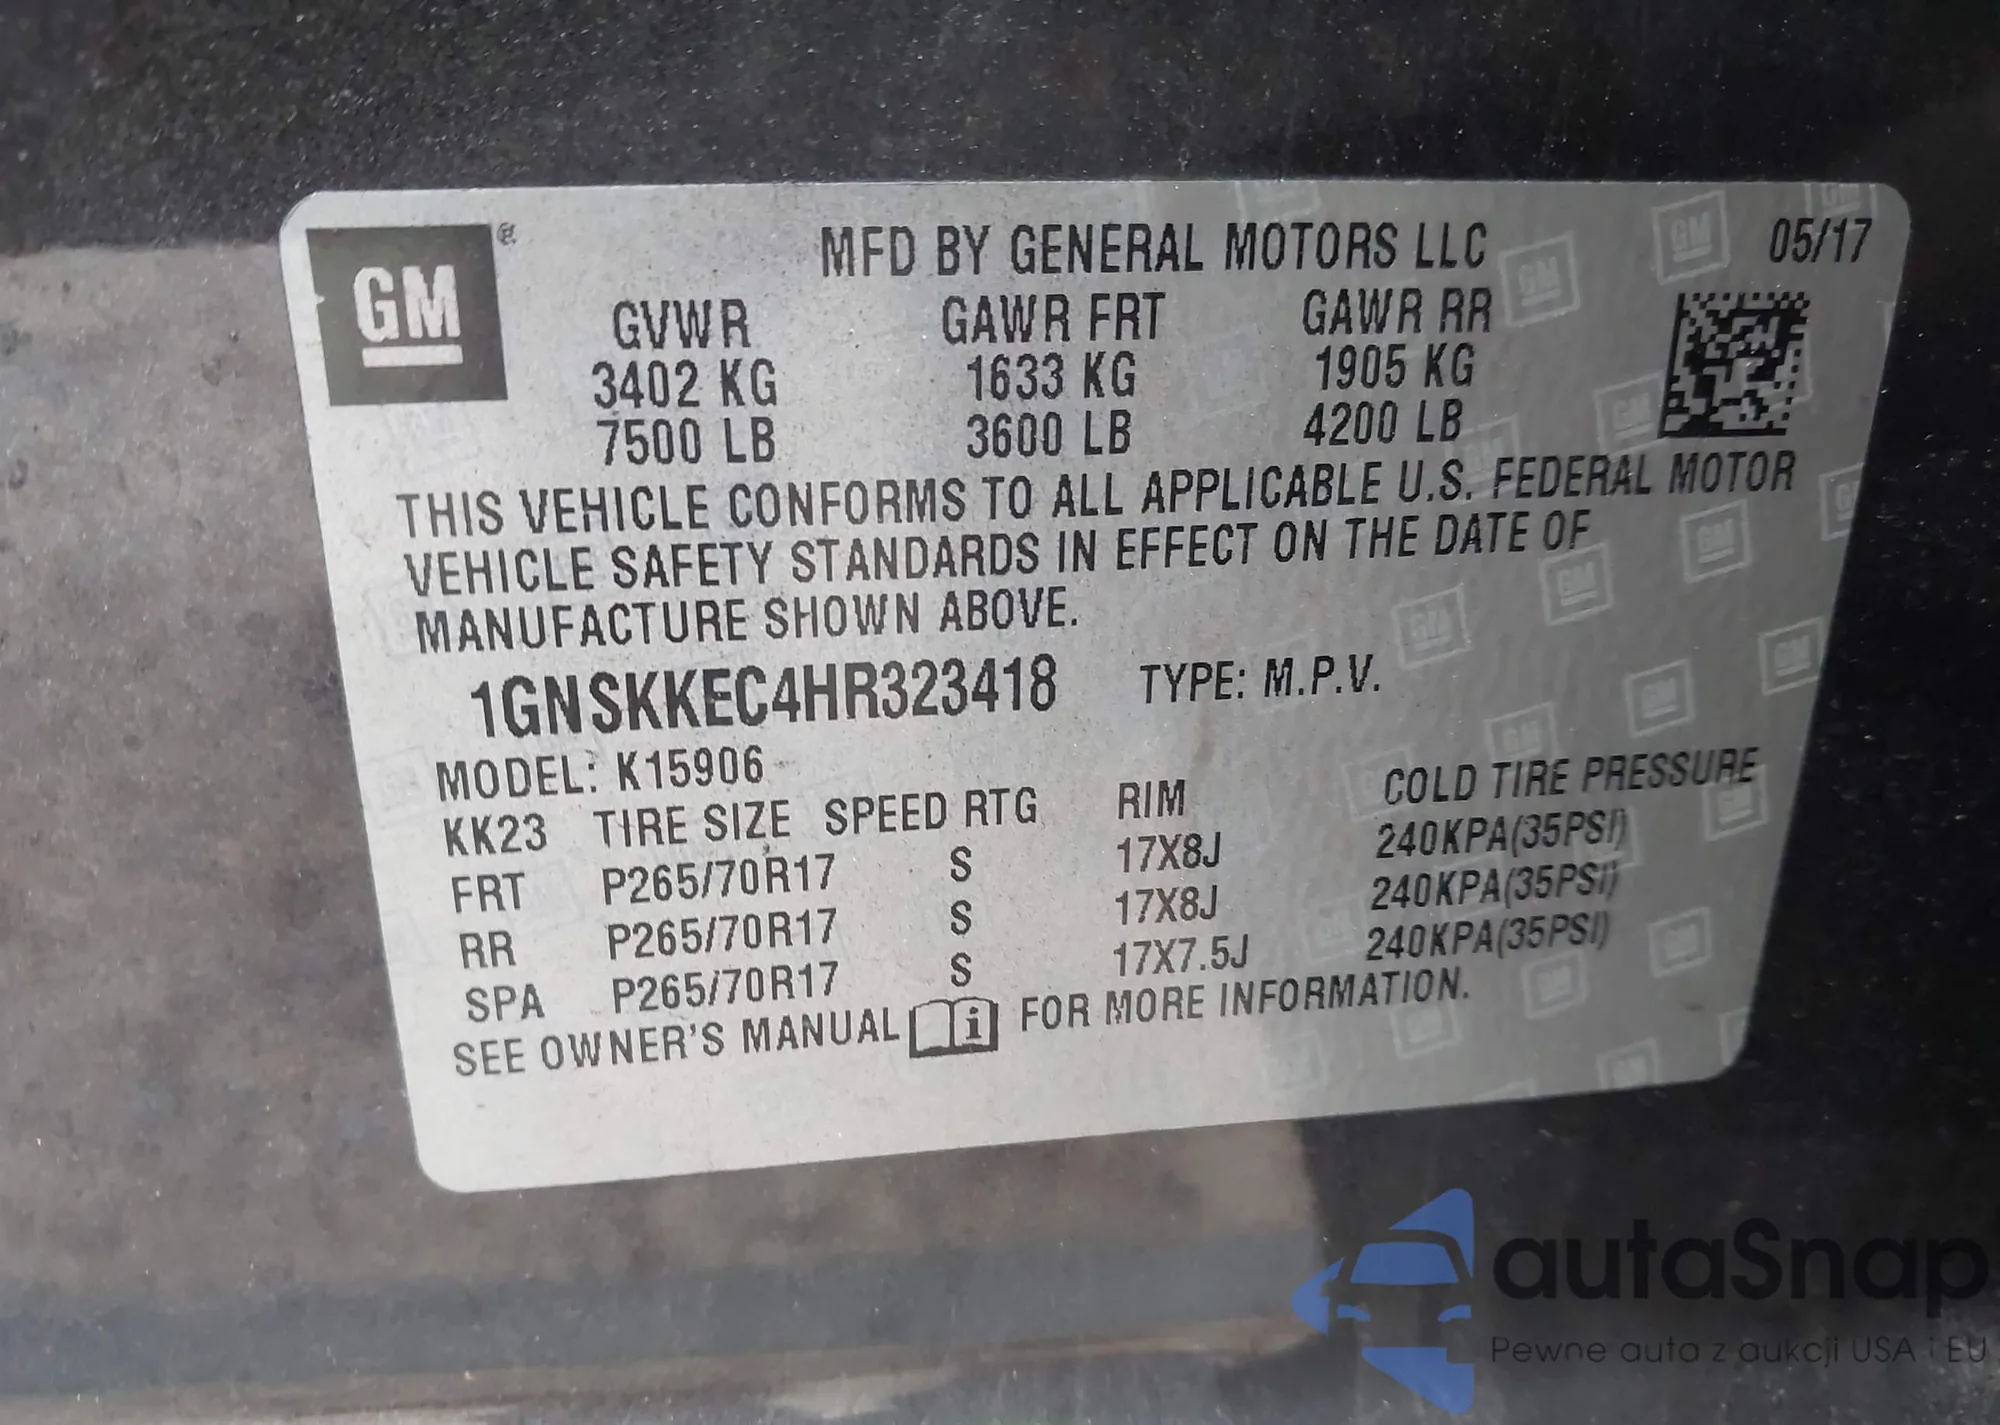 GM
MFD BY GENERAL MOTORS LLC 05/17
GVWR GAWR FRT GAWR RR
3402 KG 1633 KG 1905 KG
7500 LB 3600 LB 4200 LB
THIS VEHICLE CONFORMS TO ALL APPLICABLE U.S. FEDERAL MOTOR
VEHICLE SAFETY STANDARDS IN EFFECT ON THE DATE OF
MANUFACTURE SHOWN ABOVE.
1GNSKKEC4HR323418 TYPE: M.P.V.
MODEL: K15906
KK23 TIRE SIZE SPEED RTG RIM COLD TIRE PRESSURE
FRT P265/70R17 S 17X8J 240KPA(35PSI)
RR P265/70R17 S 17X8J 240KPA(35PSI)
SPA P265/70R17 S 17X7.5J 240KPA(35PSI)
SEE OWNER'S MANUAL i FOR MORE INFORMATION.
autaSnap
Pewne auta z aukcji USA i EU